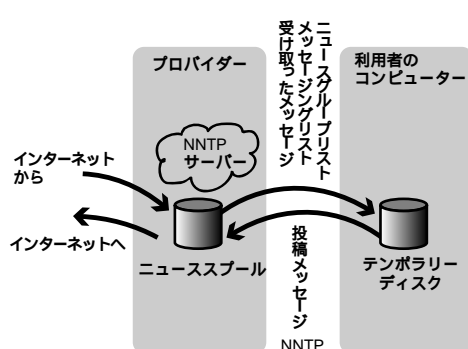 プロバイダー
ニュースグループリスト
メッセージングリスト
受け取ったメッセージ
利用者の
コンピューター
NNTP
サーバー
インターネット
から
インターネットへ
ニューススプール
投稿メッセージ
テンポラリー
ディスク
NNTP